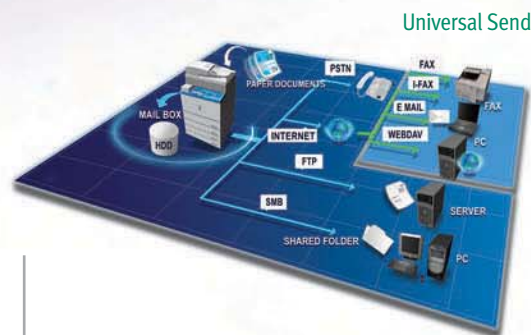 Universal Send
PSTN
PAPER DOCUMENTS
FAX
I-FAX
FAX
E MAIL
MAIL BOX
PC
INTERNET
WEBDAV
HDD
FTP
SMB
SERVER
SHARED FOLDER
PC